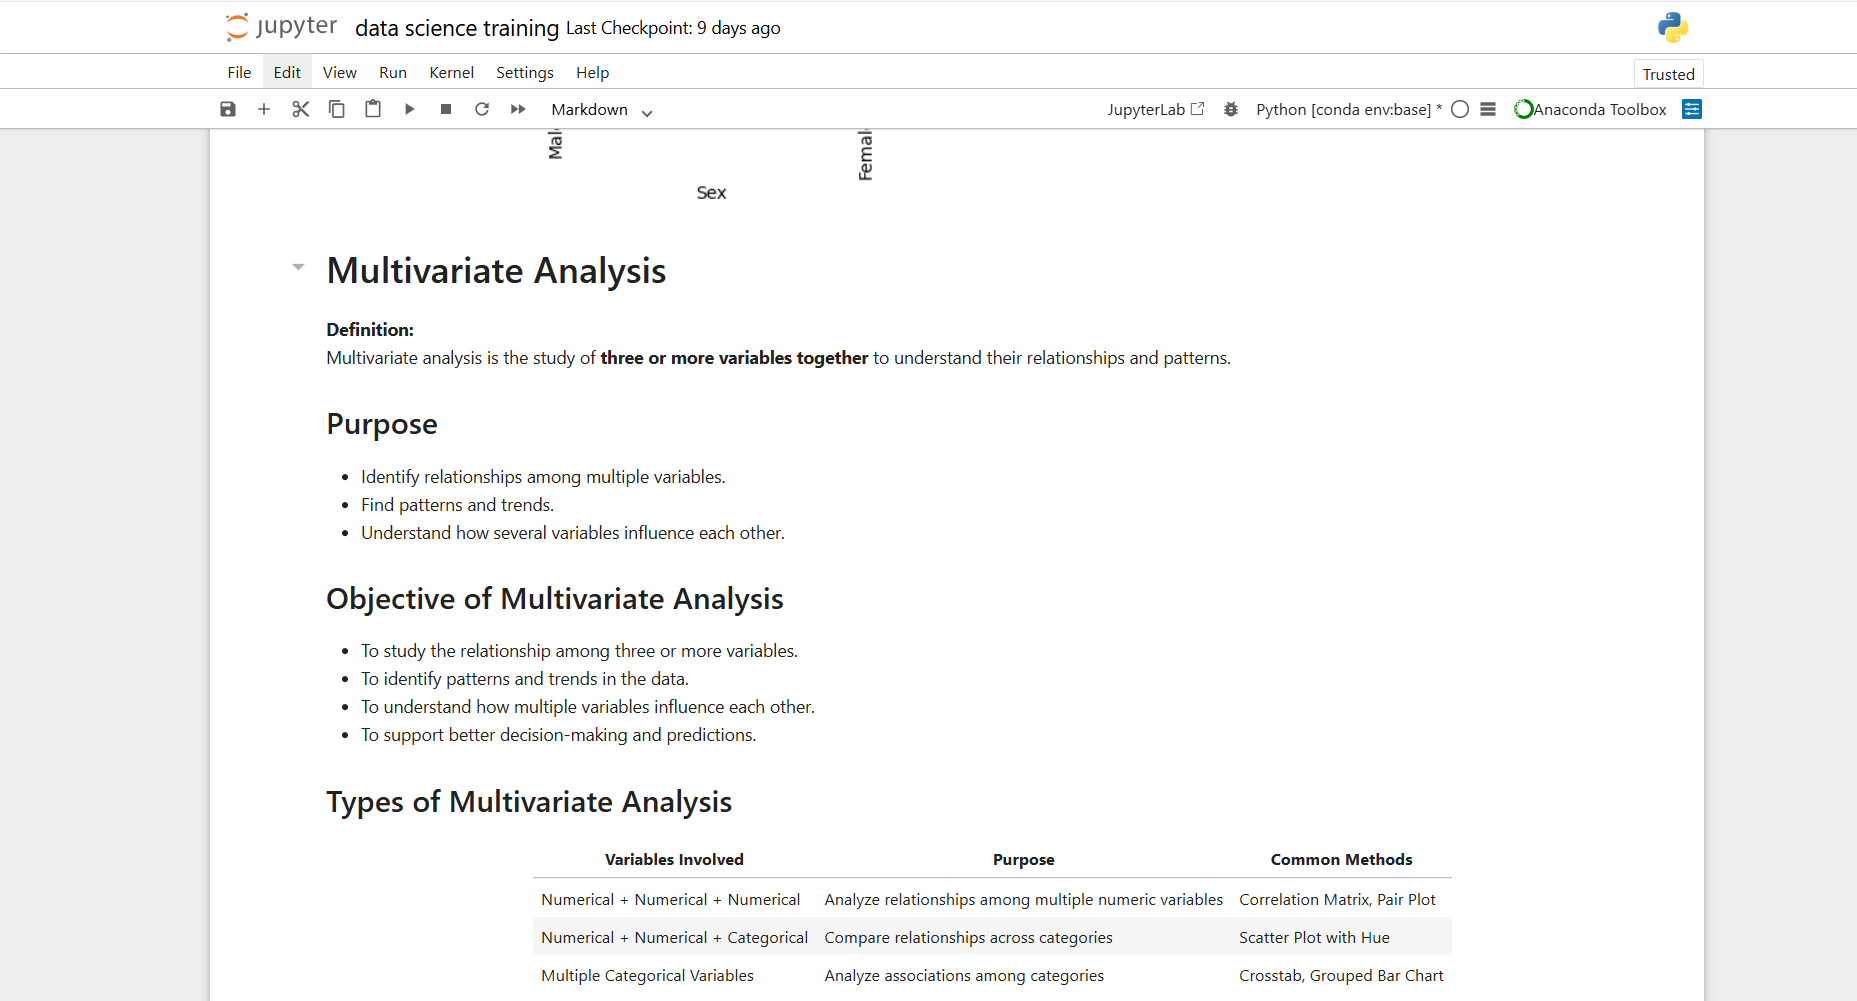 jupyter data science training Last Checkpoint: 9 days ago
File Edit View Run Kernel Settings Help Trusted
Markdown JupyterLab Python [conda env:base] * Anaconda Toolbox
Sex
Multivariate Analysis
Definition:
Multivariate analysis is the study of three or more variables together to understand their relationships and patterns.
Purpose
• Identify relationships among multiple variables.
• Find patterns and trends.
• Understand how several variables influence each other.
Objective of Multivariate Analysis
• To study the relationship among three or more variables.
• To identify patterns and trends in the data.
• To understand how multiple variables influence each other.
• To support better decision-making and predictions.
Types of Multivariate Analysis
Variables Involved Purpose Common Methods
Numerical + Numerical + Numerical Analyze relationships among multiple numeric variables Correlation Matrix, Pair Plot
Numerical + Numerical + Categorical Compare relationships across categories Scatter Plot with Hue
Multiple Categorical Variables Analyze associations among categories Crosstab, Grouped Bar Chart